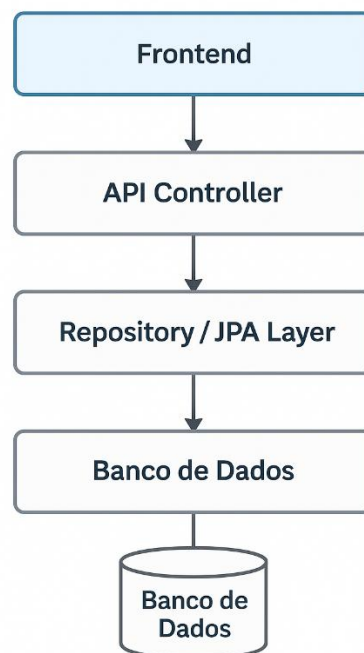 Frontend
API Controller
Repository / JPA Layer
Banco de Dados
Banco de
Dados